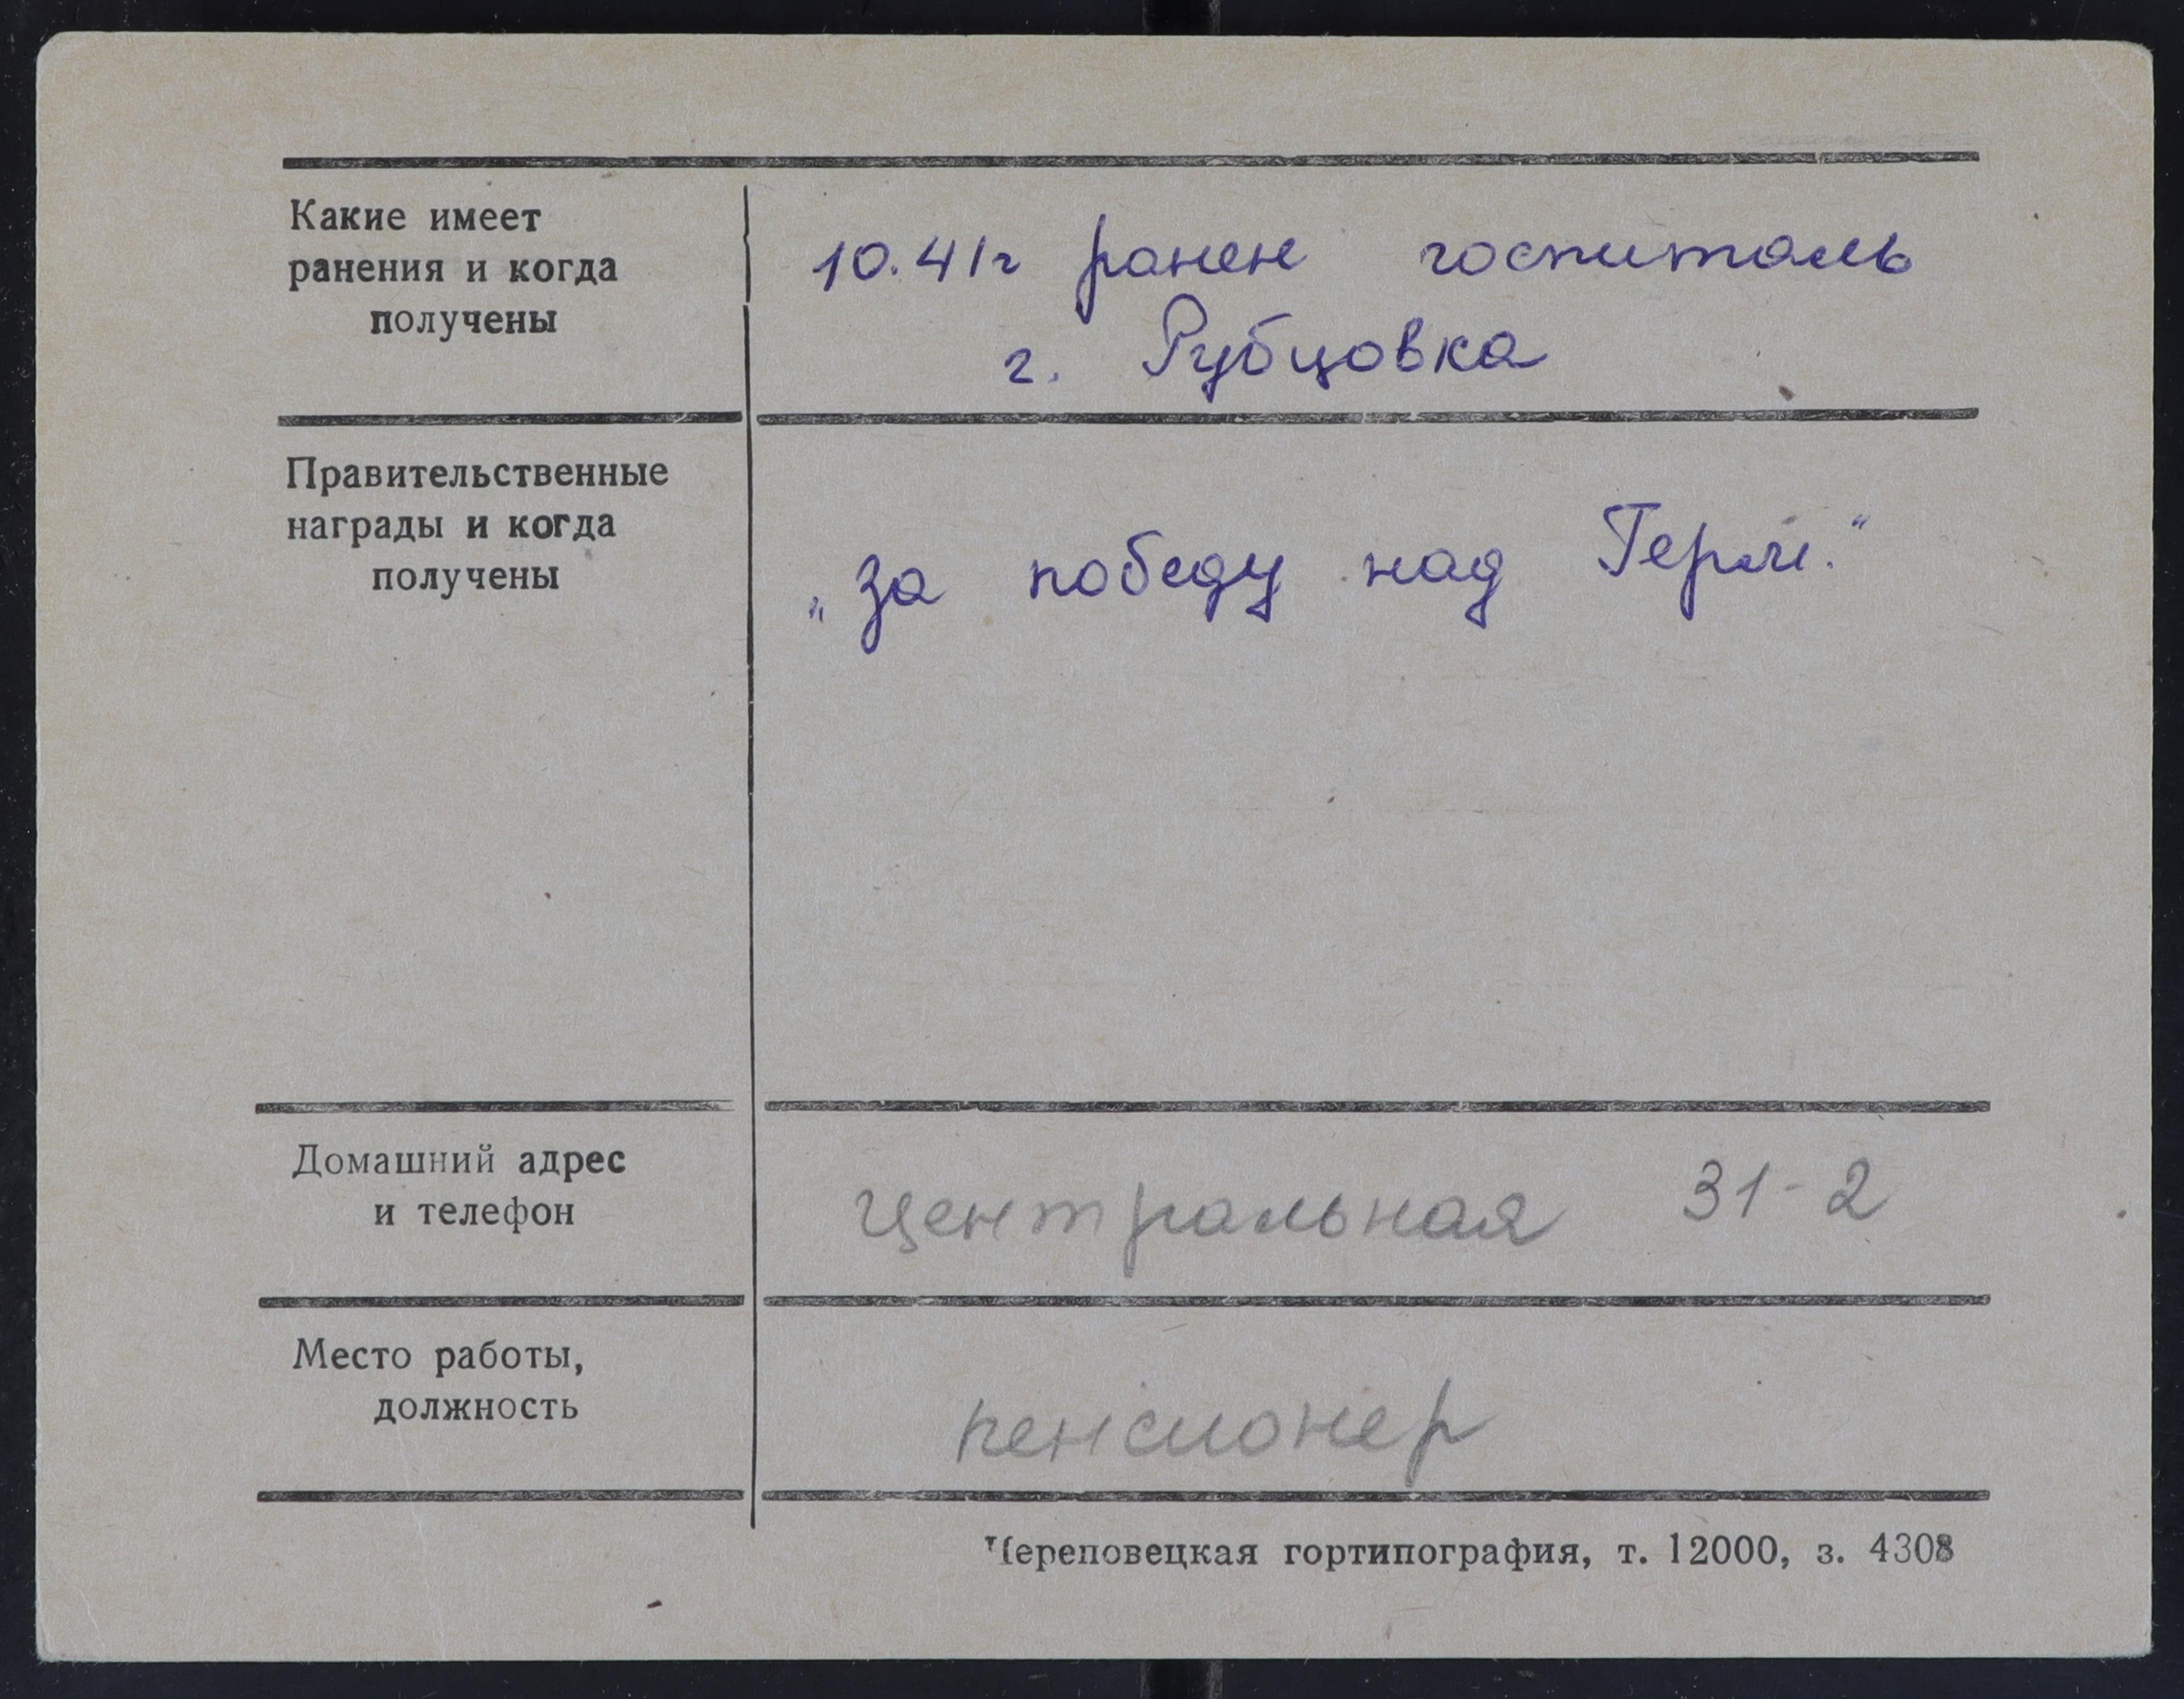 Какие имеет
ранения и когда
получены
10.41г ранен госпиталь
г. Рубцовка
Правительственные
награды и когда
получены
„за победу над Герм."
Домашний адрес
и телефон
Центральная 31-2
Место работы,
должность
пенсионер
Череповецкая гортипография, т. 12000, з. 4308